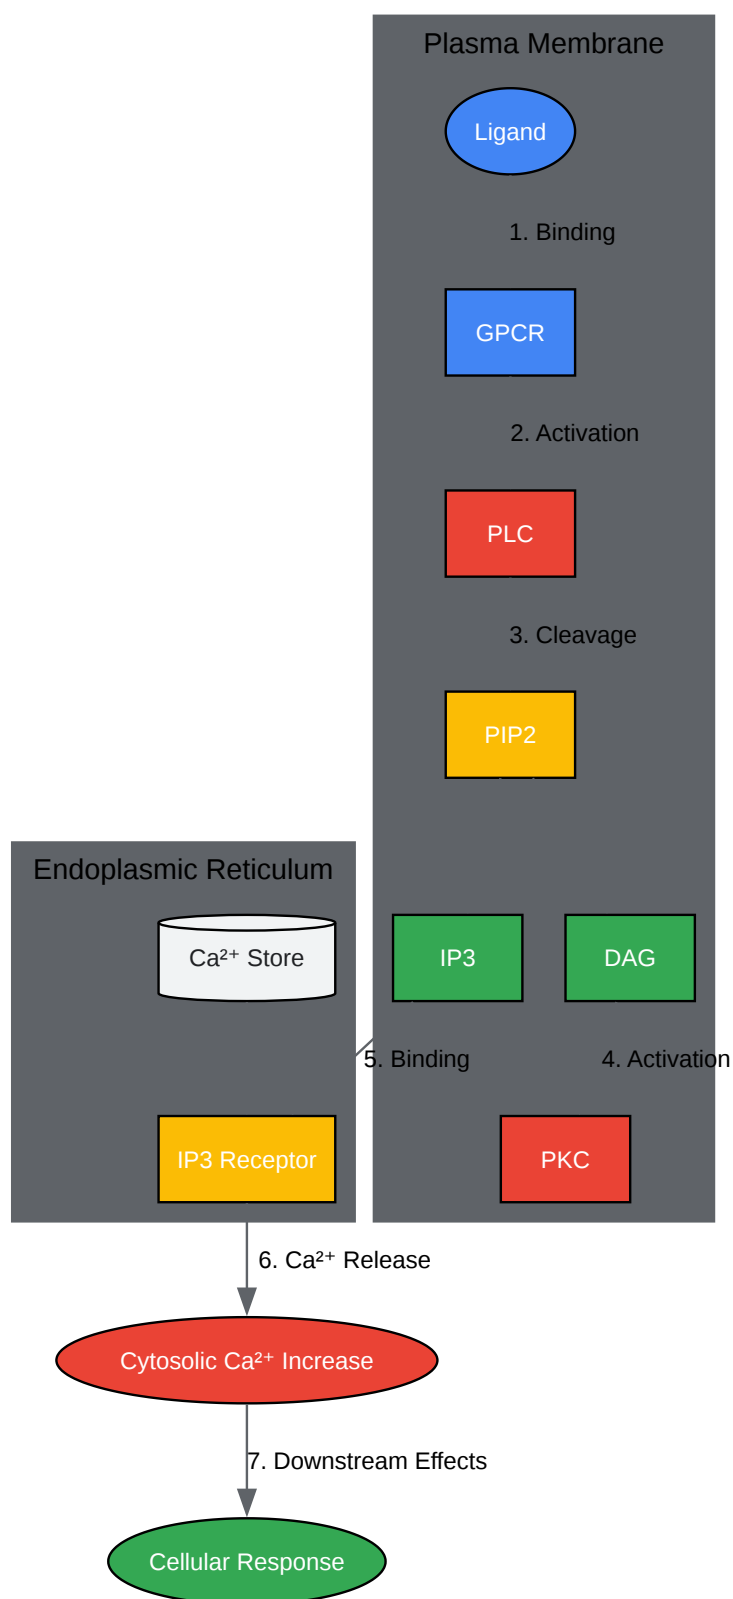 Plasma Membrane
Ligand
1. Binding
GPCR
2. Activation
PLC
3. Cleavage
PIP2
Endoplasmic Reticulum
Ca²⁺ Store
IP3
DAG
5. Binding
4. Activation
IP3 Receptor
PKC
6. Ca²⁺ Release
Cytosolic Ca²⁺ Increase
7. Downstream Effects
Cellular Response